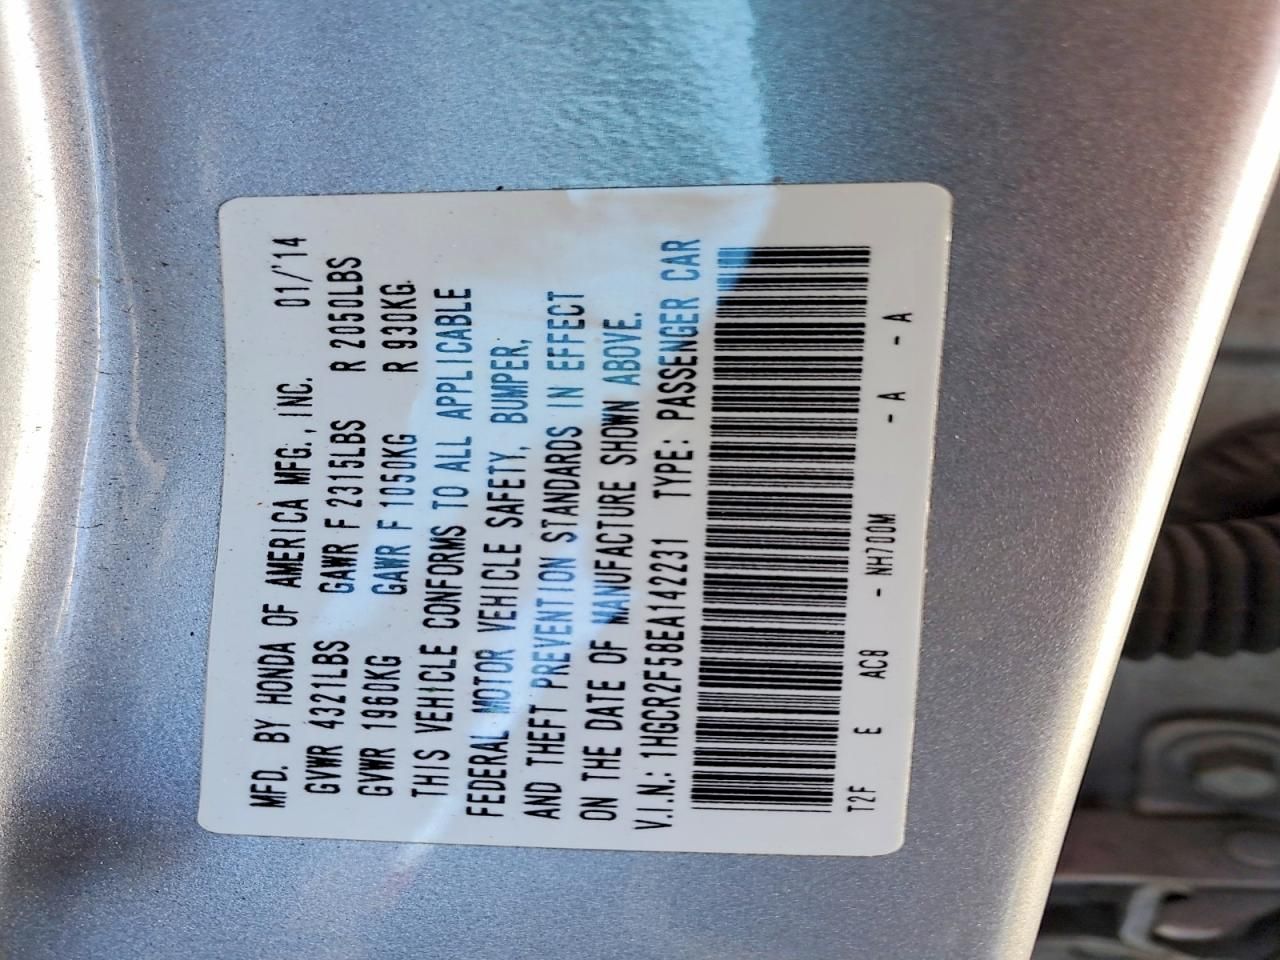 MFD. BY HONDA OF AMERICA MFG., INC. 01/'14
GVWR 4321LBS GAWR F 2315LBS R 2050LBS
GVWR 1960KG GAWR F 1050KG R 930KG.
THIS VEHICLE CONFORMS TO ALL APPLICABLE
FEDERAL MOTOR VEHICLE SAFETY, BUMPER,
AND THEFT PREVENTION STANDARDS IN EFFECT
ON THE DATE OF MANUFACTURE SHOWN ABOVE.
V.I.N.: 1HGCR2F58EA142231 TYPE: PASSENGER CAR
T2F E AC8 - NH700M - A - A